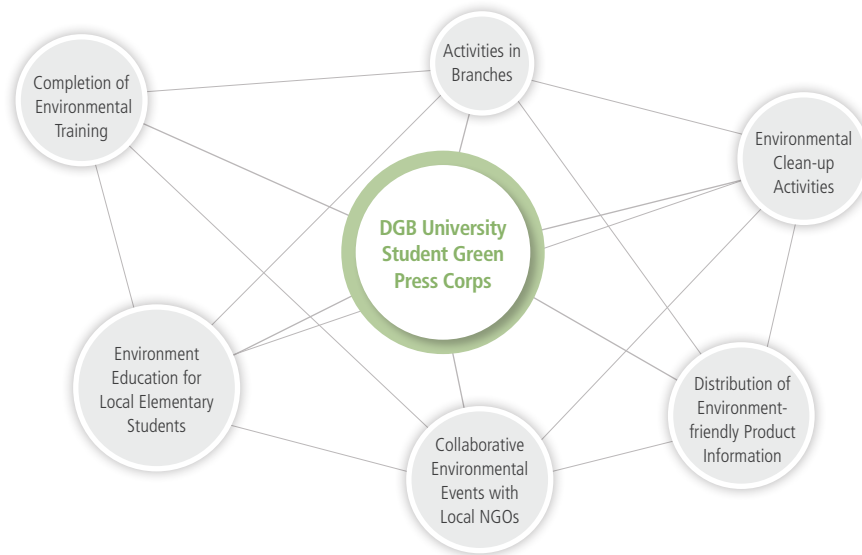 Activities in
Branches
Completion of
Environmental
Training
Environmental
Clean-up
Activities
DGB University
Student Green
Press Corps
Environment
Education for
Local Elementary
Students
Distribution of
Environment-
friendly Product
Information
Collaborative
Environmental
Events with
Local NGOs